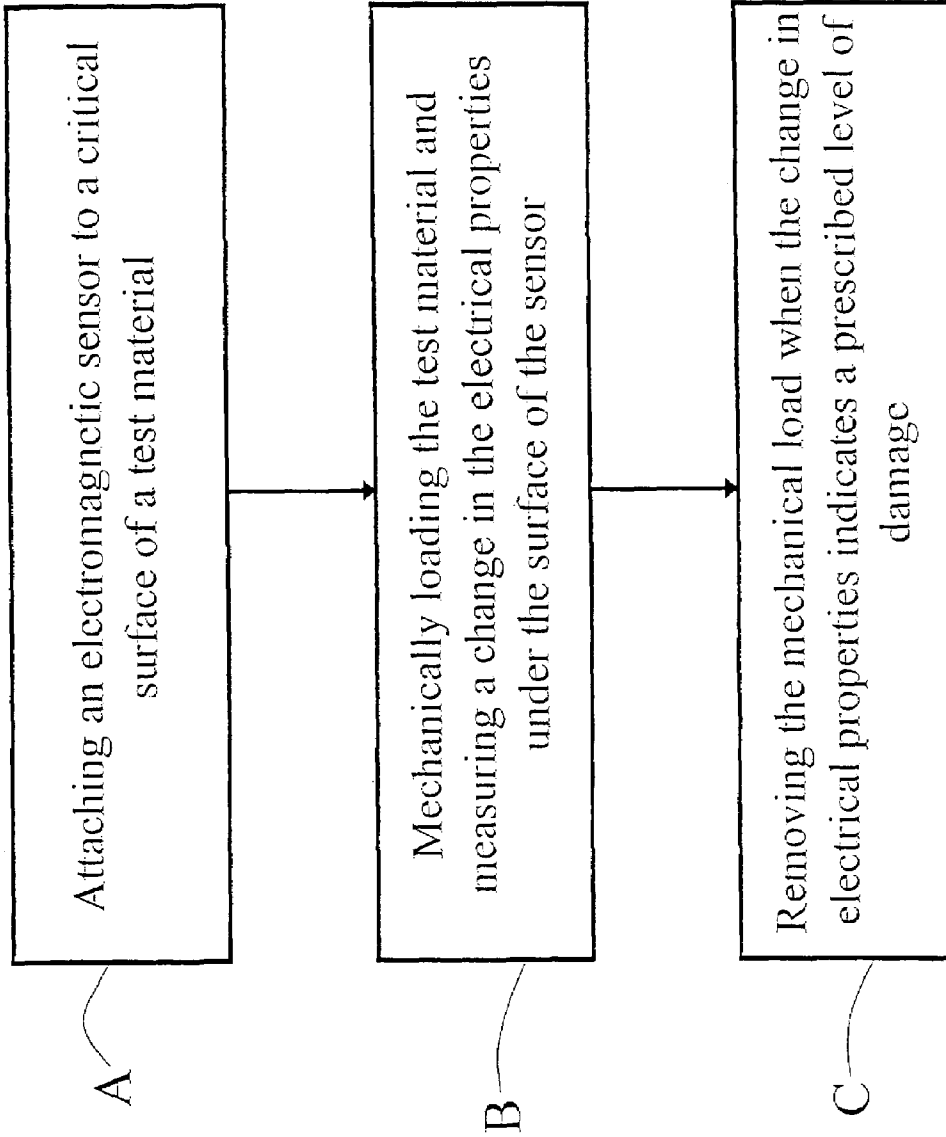 A
Attaching an electromagnetic sensor to a critical
surface of a test material
B
Mechanically loading the test material and
measuring a change in the electrical properties
under the surface of the sensor
C
Removing the mechanical load when the change in
electrical properties indicates a prescribed level of
damage